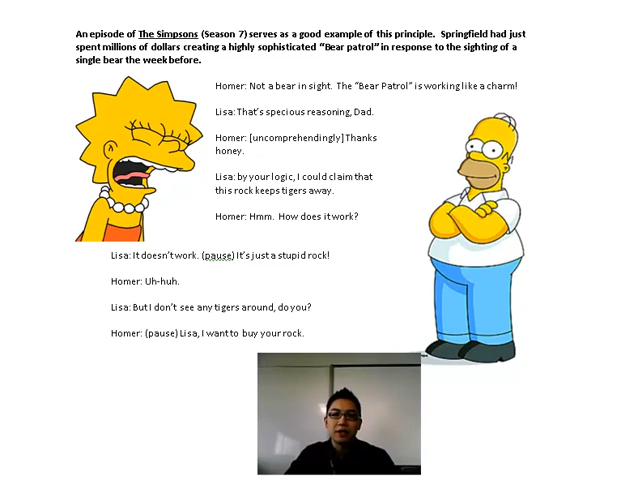 An episode of The Simpsons (Season 7) serves as a good example of this principle.  Springfield had just
spent millions of dollars creating a highly sophisticated “Bear patrol” in response to the sighting of a
single bear the week before.
Homer: Not a bear in sight.  The “Bear Patrol” is working like a charm!
Lisa: That’s specious reasoning, Dad.
Homer: [uncomprehendingly] Thanks
honey.
Lisa: by your logic, I could claim that
this rock keeps tigers away.
Homer: Hmm.  How does it work?
Lisa: It doesn’t work. (pause) It’s just a stupid rock!
Homer: Uh-huh.
Lisa: But I don’t see any tigers around, do you?
Homer: (pause) Lisa, I want to buy your rock.